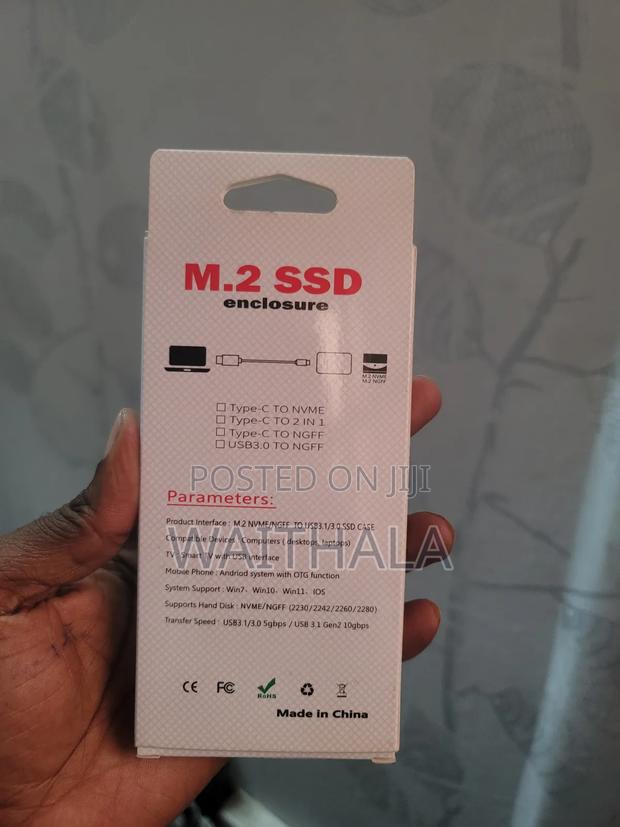 M.2 SSD
enclosure
M.2 NVME
M.2 NGFF
Type-C TO NVME
Type-C TO 2 IN 1
Type-C TO NGFF
USB3.0 TO NGFF
POSTED ON JIJI
Parameters:
Product Interface : M.2 NVME/NGFF TO USB3.1/3.0 SSD CASE
WAITHALA
Compatible Devices : Computers ( desktops, laptops)
TV : Smart TV with USB interface
Mobile Phone : Andriod system with OTG function
System Support : Win7、Win10、Win11、IOS
Supports Hand Disk : NVME/NGFF (2230/2242/2260/2280)
Transfer Speed : USB3.1/3.0 5gbps / USB 3.1 Gen2 10gbps
CE FC RoHS
Made in China